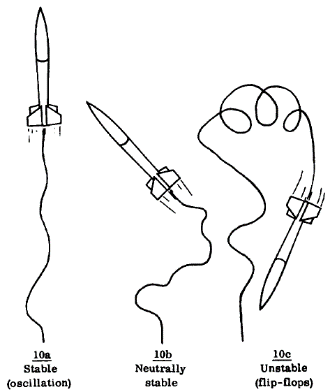 10a
Stable
(oscillation)
10b
Neutrally
stable
10c
Unstable
(flip-flops)